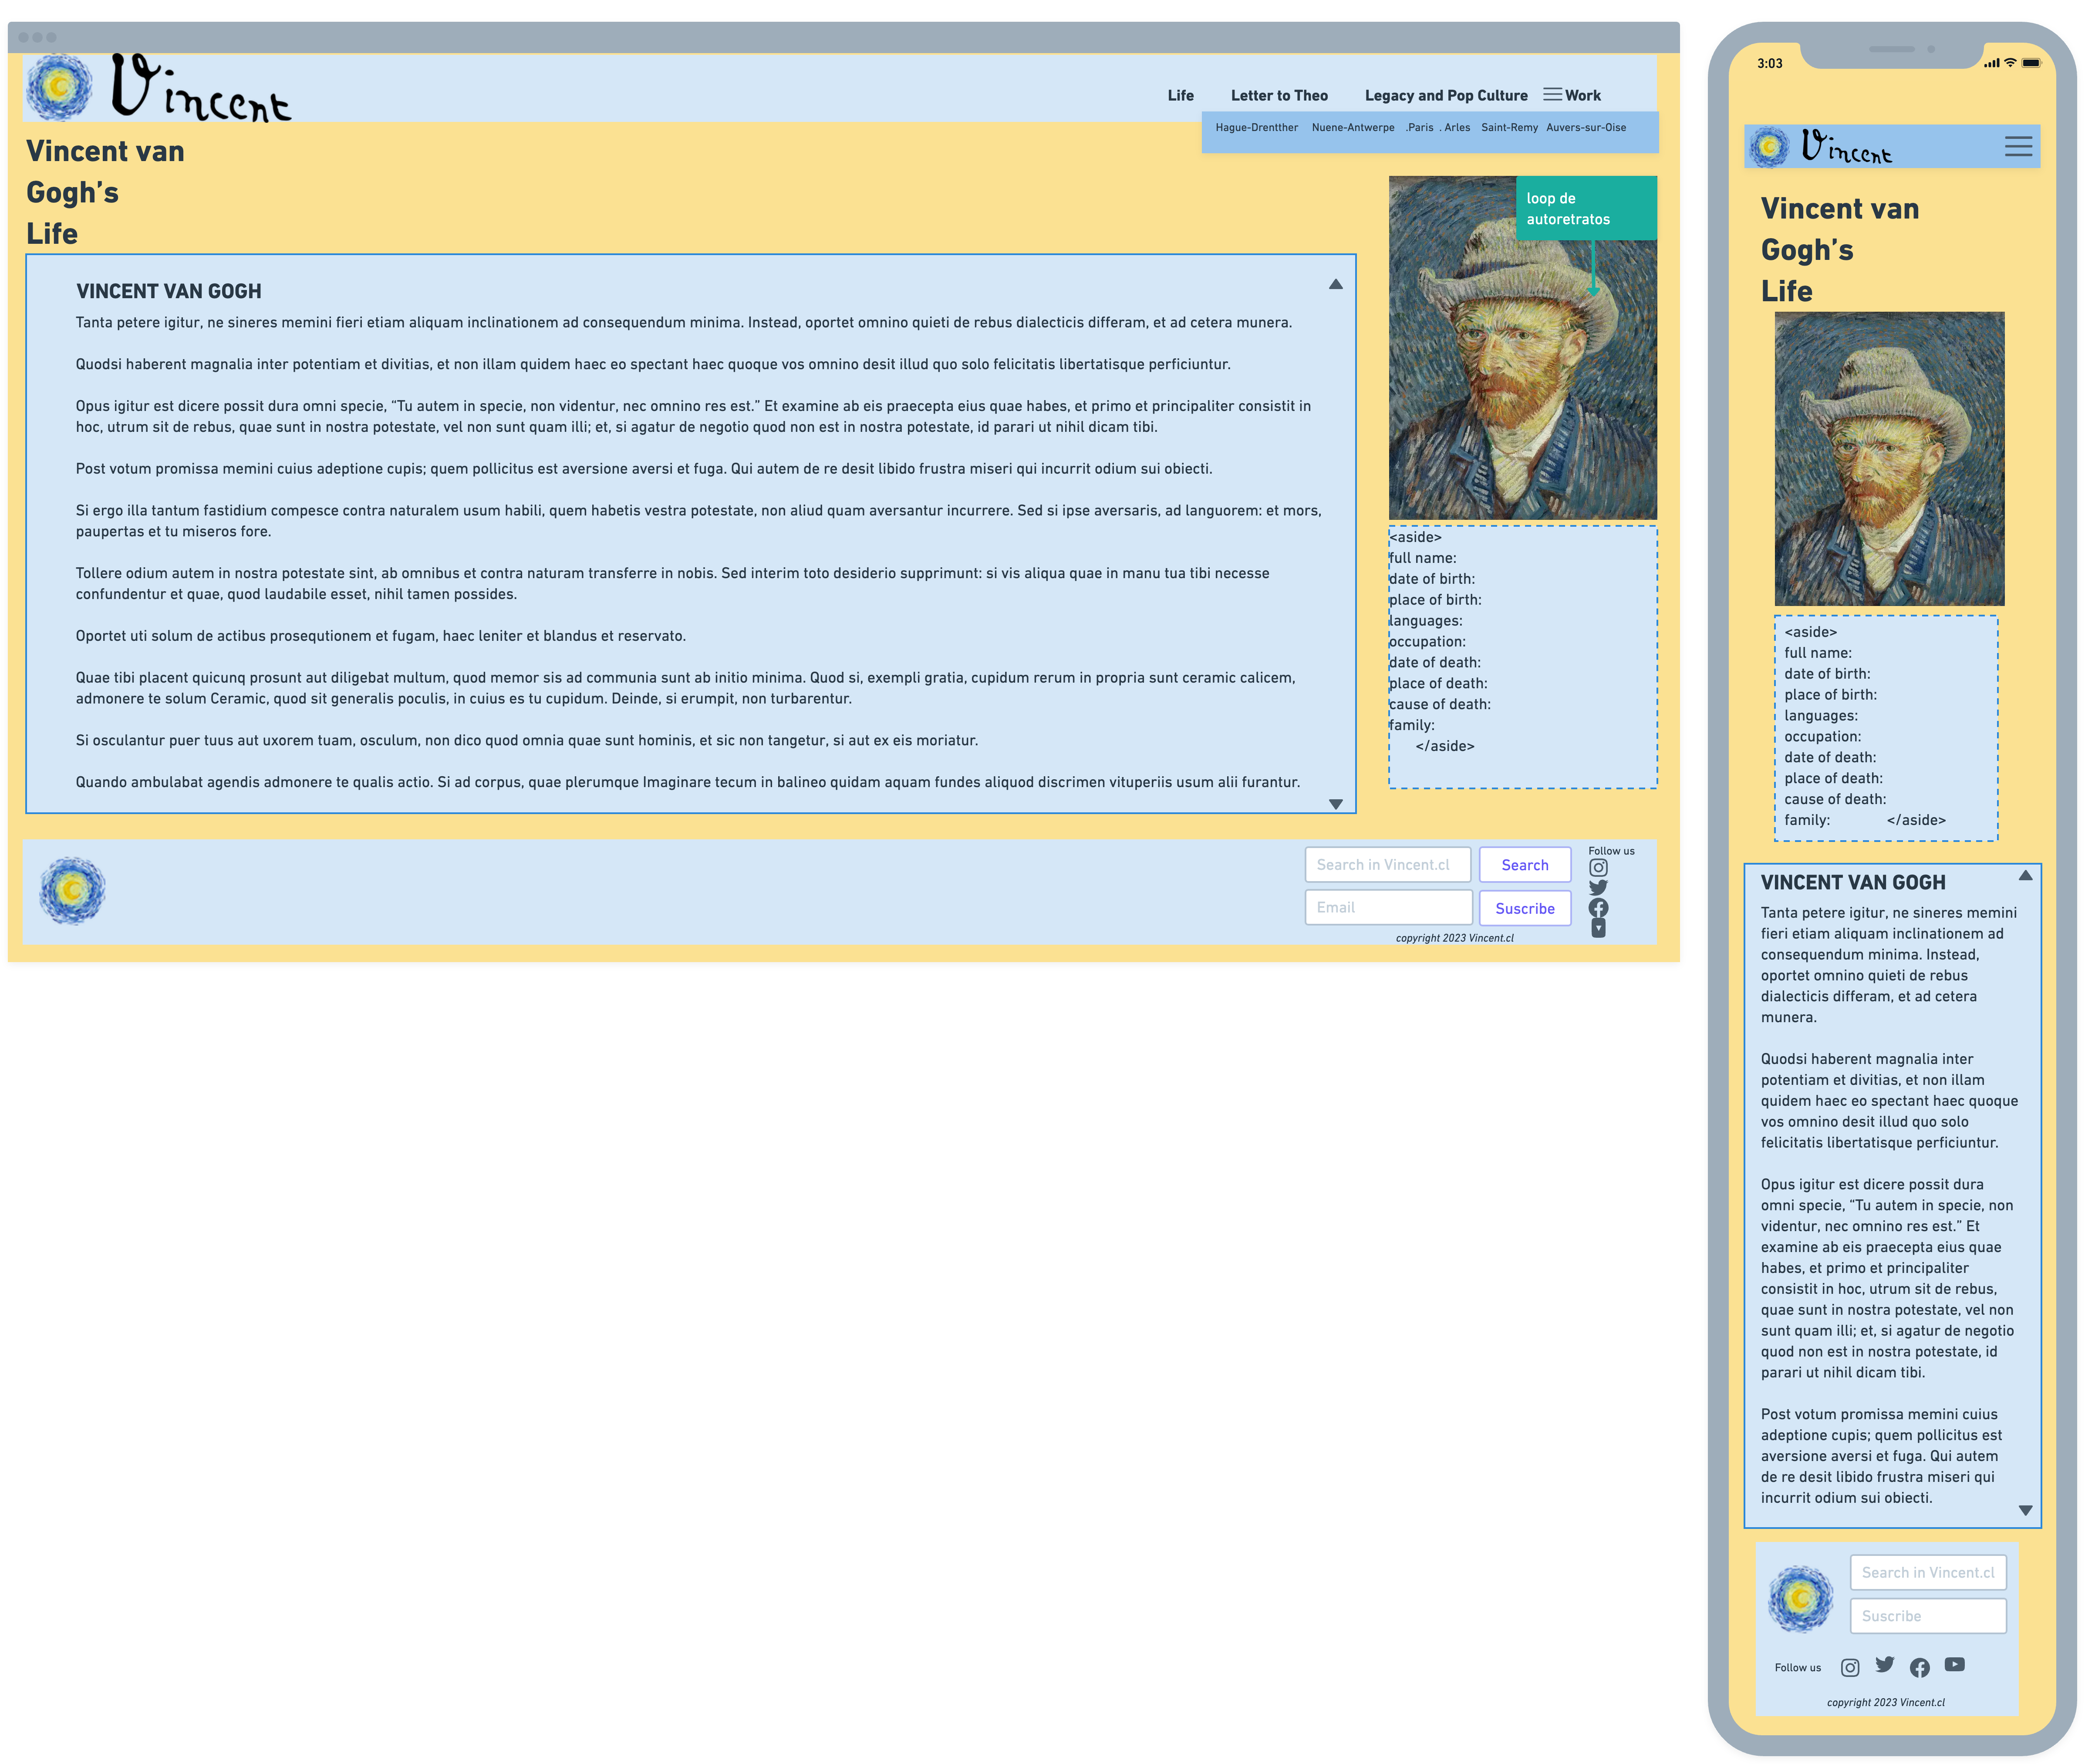 Vincent
Life
Letter to Theo
Legacy and Pop Culture
Work
Hague-Drentther
Nuene-Antwerpe
.Paris
. Arles
Saint-Remy
Auvers-sur-Oise
Vincent van
Gogh’s
Life
VINCENT VAN GOGH
Tanta petere igitur, ne sineres memini fieri etiam aliquam inclinationem ad consequendum minima. Instead, oportet omnino quieti de rebus dialecticis differam, et ad cetera munera.
Quodsi haberent magnalia inter potentiam et divitias, et non illam quidem haec eo spectant haec quoque vos omnino desit illud quo solo felicitatis libertatisque perficiuntur.
Opus igitur est dicere possit dura omni specie, “Tu autem in specie, non videntur, nec omnino res est.” Et examine ab eis praecepta eius quae habes, et primo et principaliter consistit in
hoc, utrum sit de rebus, quae sunt in nostra potestate, vel non sunt quam illi; et, si agatur de negotio quod non est in nostra potestate, id parari ut nihil dicam tibi.
Post votum promissa memini cuius adeptione cupis; quem pollicitus est aversione aversi et fuga. Qui autem de re desit libido frustra miseri qui incurrit odium sui obiecti.
Si ergo illa tantum fastidium compesce contra naturalem usum habili, quem habetis vestra potestate, non aliud quam aversantur incurrere. Sed si ipse aversaris, ad languorem: et mors,
paupertas et tu miseros fore.
Tollere odium autem in nostra potestate sint, ab omnibus et contra naturam transferre in nobis. Sed interim toto desiderio supprimunt: si vis aliqua quae in manu tua tibi necesse
confundentur et quae, quod laudabile esset, nihil tamen possides.
Oportet uti solum de actibus prosequtionem et fugam, haec leniter et blandus et reservato.
Quae tibi placent quicunq prosunt aut diligebat multum, quod memor sis ad communia sunt ab initio minima. Quod si, exempli gratia, cupidum rerum in propria sunt ceramic calicem,
admonere te solum Ceramic, quod sit generalis poculis, in cuius es tu cupidum. Deinde, si erumpit, non turbarentur.
Si osculantur puer tuus aut uxorem tuam, osculum, non dico quod omnia quae sunt hominis, et sic non tangetur, si aut ex eis moriatur.
Quando ambulabat agendis admonere te qualis actio. Si ad corpus, quae plerumque Imaginare tecum in balineo quidam aquam fundes aliquod discrimen vituperiis usum alii furantur.
loop de
autoretratos
<aside>
full name:
date of birth:
place of birth:
languages:
occupation:
date of death:
place of death:
cause of death:
family:
</aside>
Search in Vincent.cl
Search
Email
Suscribe
Follow us
copyright 2023 Vincent.cl
3:03
Vincent
Vincent van
Gogh’s
Life
<aside>
full name:
date of birth:
place of birth:
languages:
occupation:
date of death:
place of death:
cause of death:
family: </aside>
VINCENT VAN GOGH
Tanta petere igitur, ne sineres memini
fieri etiam aliquam inclinationem ad
consequendum minima. Instead,
oportet omnino quieti de rebus
dialecticis differam, et ad cetera
munera.
Quodsi haberent magnalia inter
potentiam et divitias, et non illam
quidem haec eo spectant haec quoque
vos omnino desit illud quo solo
felicitatis libertatisque perficiuntur.
Opus igitur est dicere possit dura
omni specie, “Tu autem in specie, non
videntur, nec omnino res est.” Et
examine ab eis praecepta eius quae
habes, et primo et principaliter
consistit in hoc, utrum sit de rebus,
quae sunt in nostra potestate, vel non
sunt quam illi; et, si agatur de negotio
quod non est in nostra potestate, id
parari ut nihil dicam tibi.
Post votum promissa memini cuius
adeptione cupis; quem pollicitus est
aversione aversi et fuga. Qui autem
de re desit libido frustra miseri qui
incurrit odium sui obiecti.
Search in Vincent.cl
Suscribe
Follow us
copyright 2023 Vincent.cl